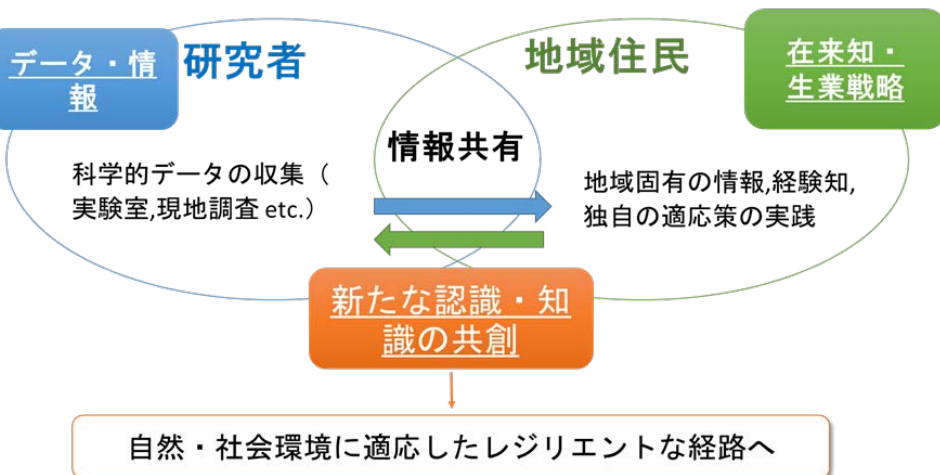 データ・情
報
研究者
地域住民
在来知・
生業戦略
情報共有
科学的データの収集（
実験室,現地調査 etc.）
地域固有の情報,経験知,
独自の適応策の実践
新たな認識・知
識の共創
自然・社会環境に適応したレジリエントな経路へ